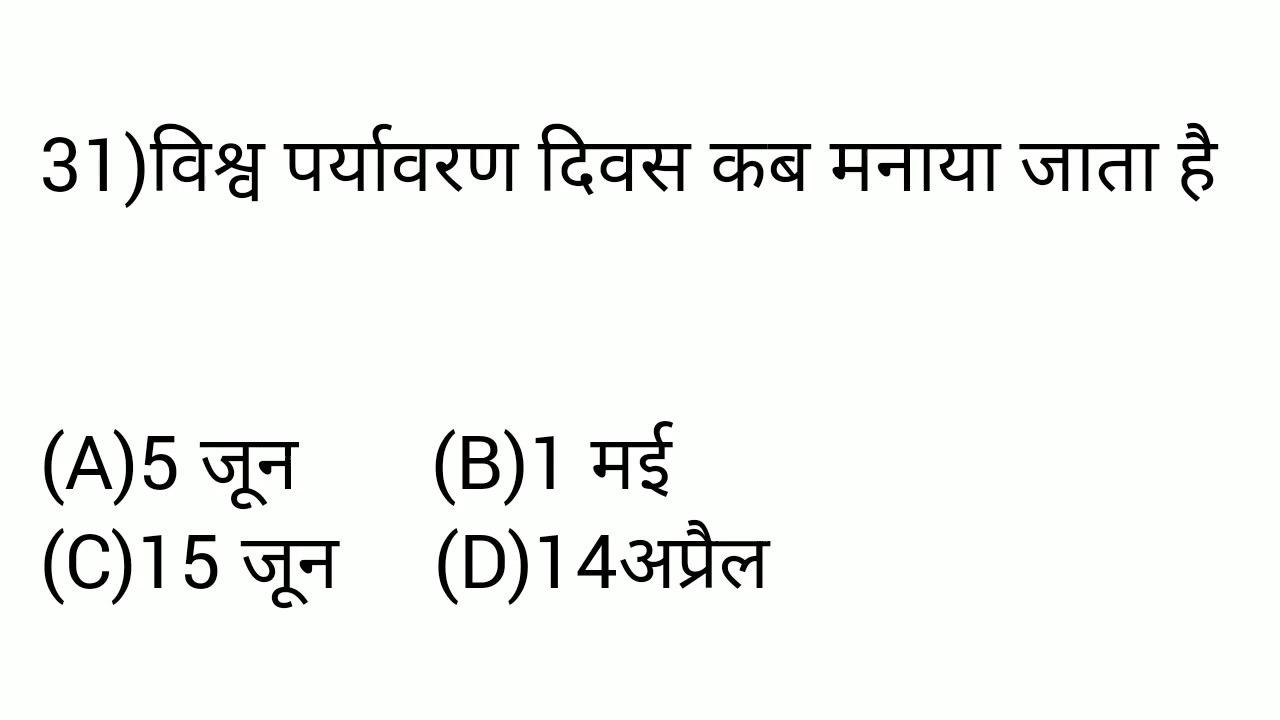 31)विश्व पर्यावरण दिवस कब मनाया जाता है
(A)5 जून (B)1 मई
(C)15 जून (D)14अप्रैल